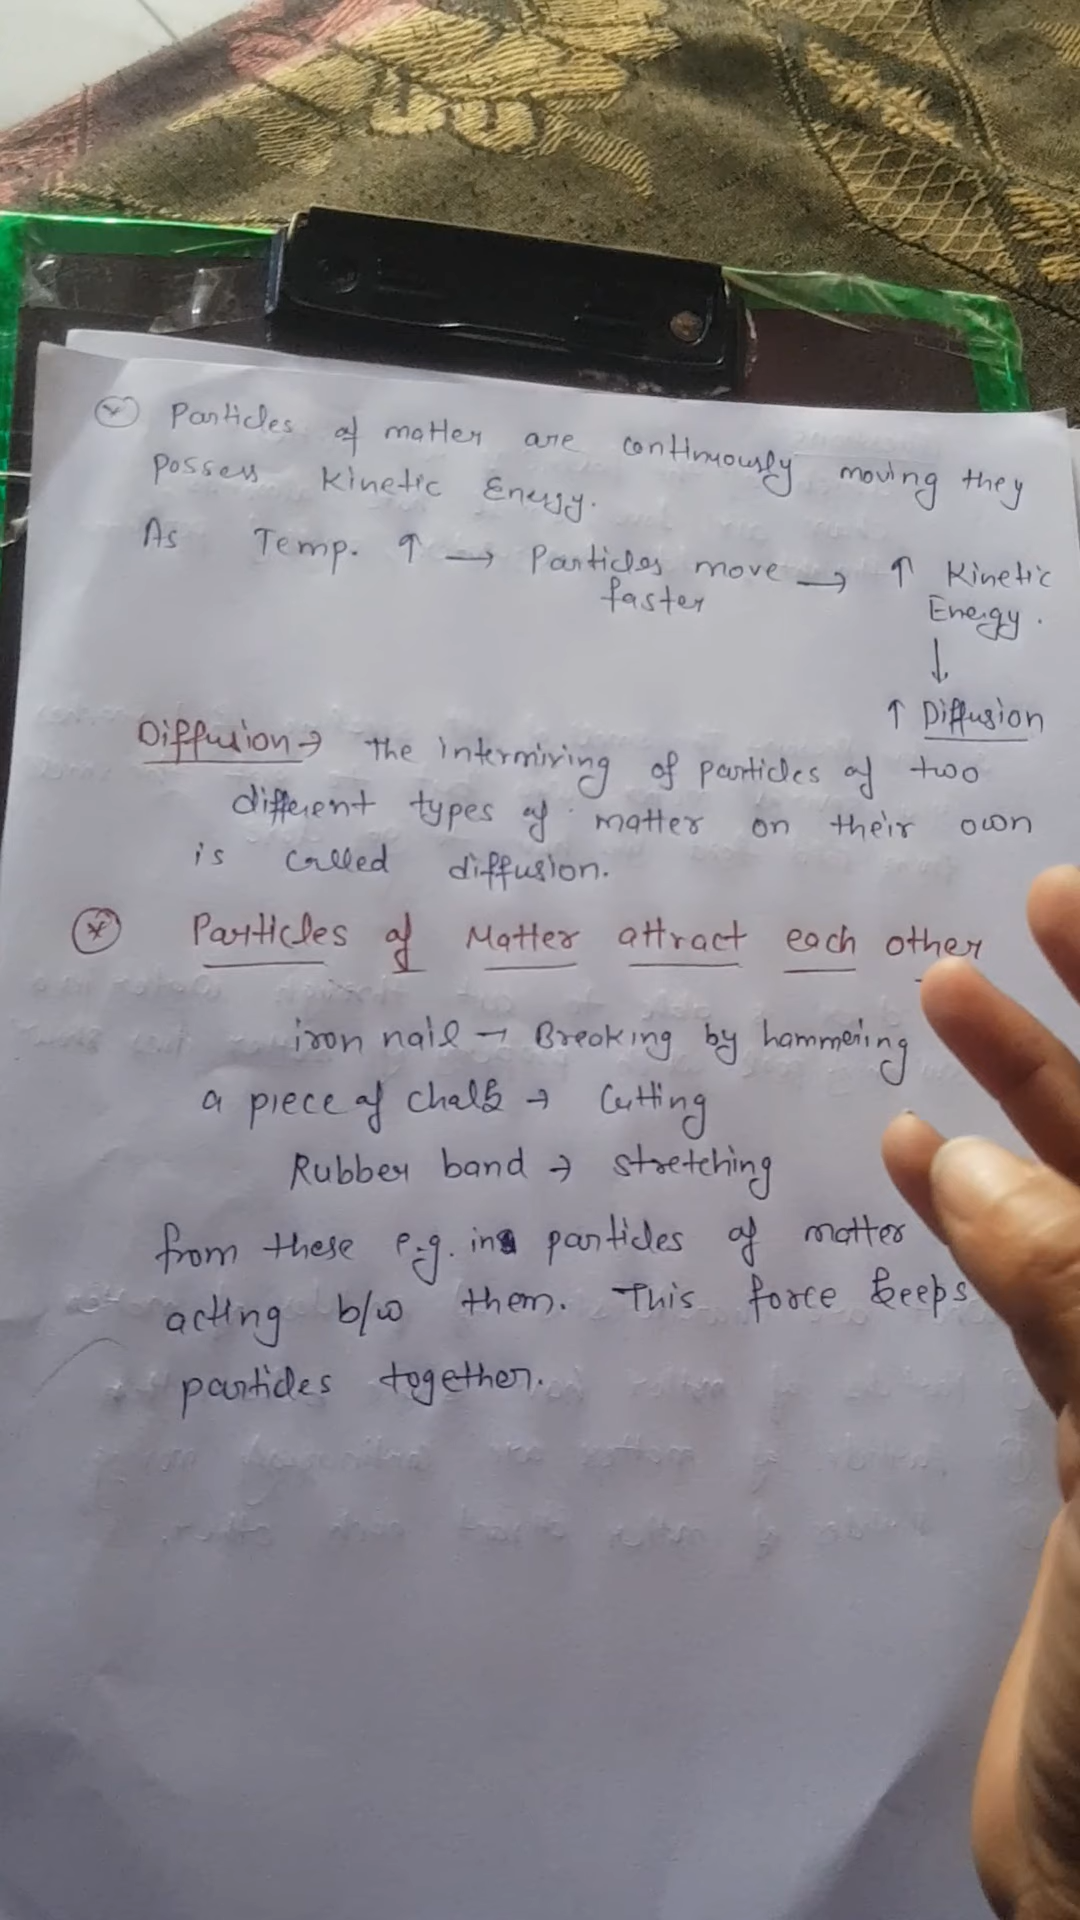 Particles of matter are continuously moving they
possess Kinetic Energy.
As Temp. ↑ → Particles move → ↑ Kinetic
faster Energy.
↓
↑ Diffusion
Diffusion → the intermixing of particles of two
different types of matter on their own
is called diffusion.
* Particles of Matter attract each other
iron nail → Breaking by hammering
a piece of chalk → Cutting
Rubber band → stretching
from these e.g. in particles of matter
acting b/w them. This force keeps
particles together.